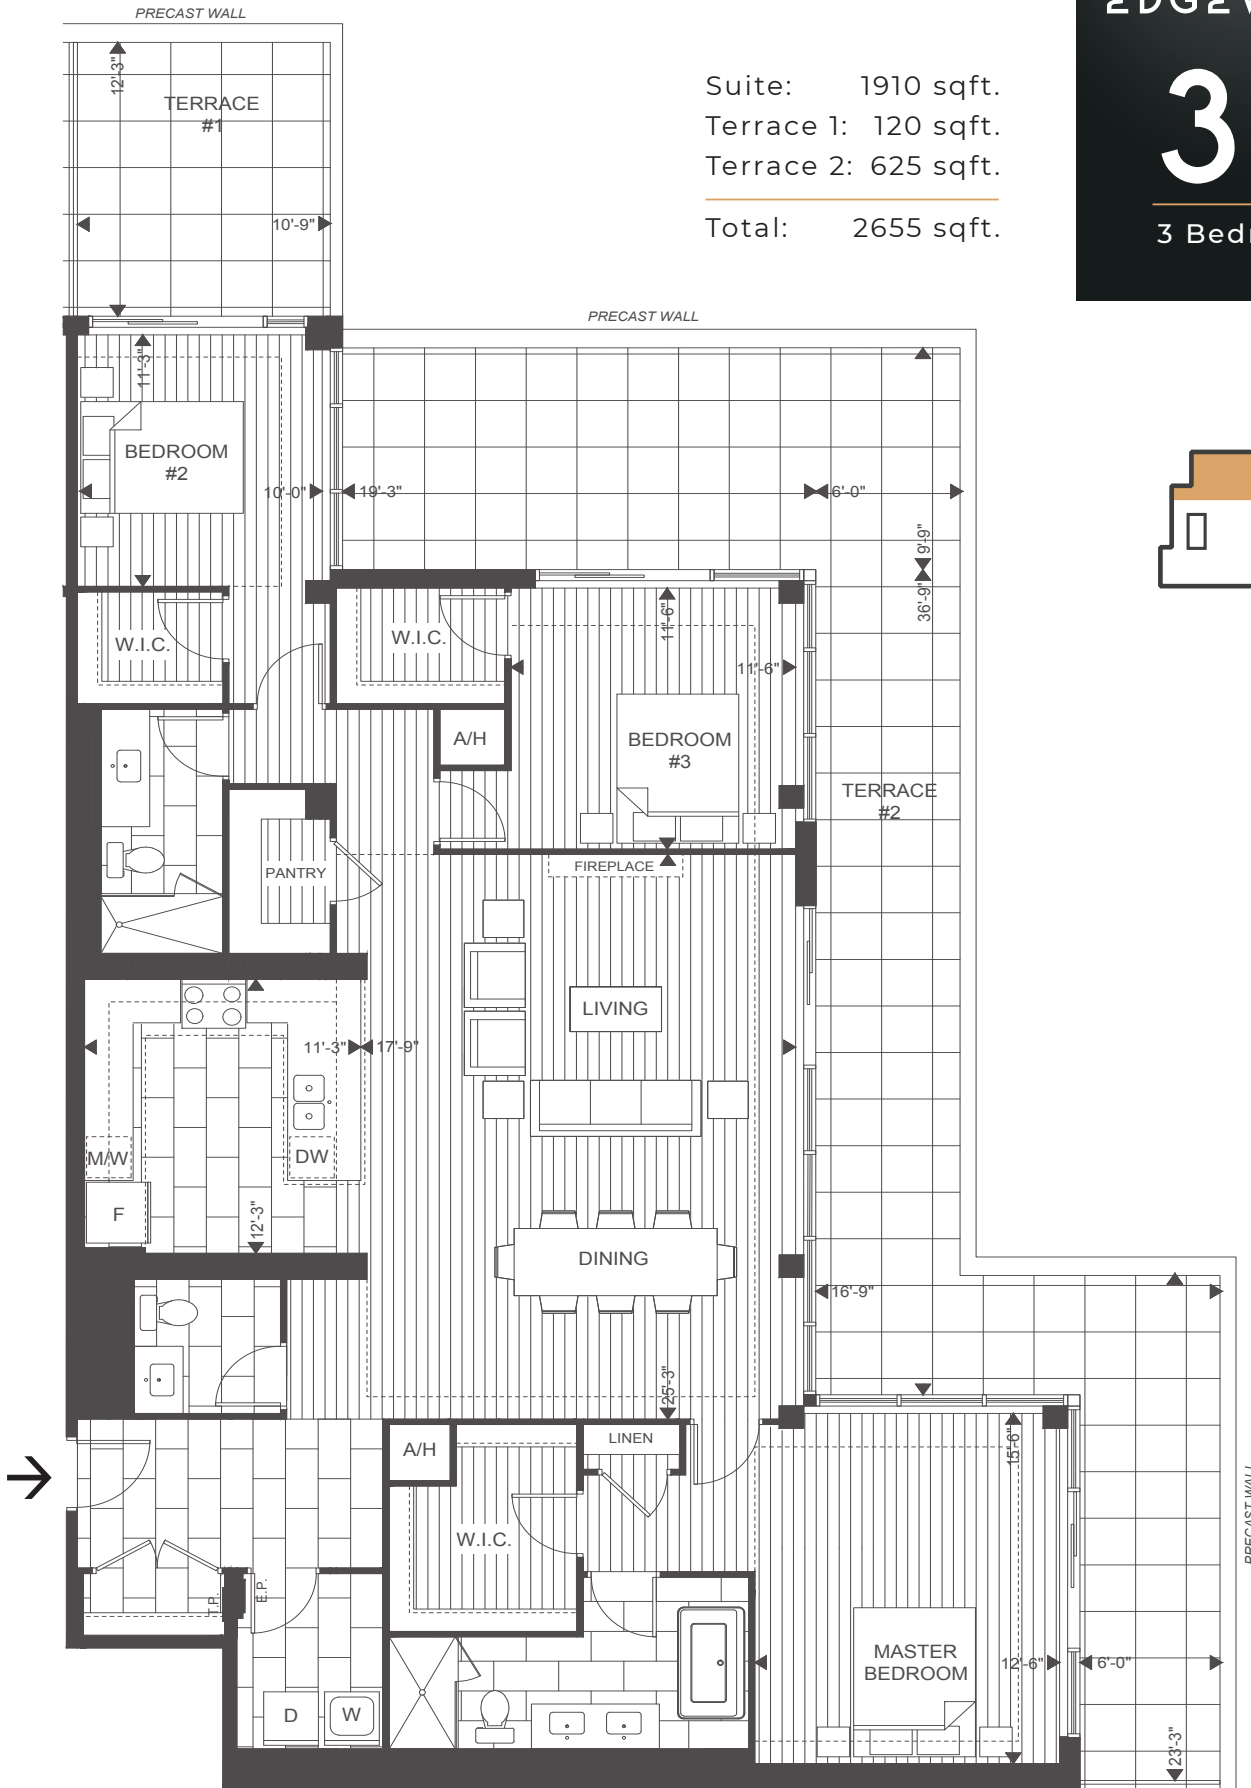 PRECAST WALL
12'-3"
TERRACE
#1
10'-9"
Suite: 1910 sqft.
Terrace 1: 120 sqft.
Terrace 2: 625 sqft.
Total: 2655 sqft.
3
3 Bed
PRECAST WALL
11'-3"
BEDROOM
#2
10'-0"
19'-3"
6'-0"
9'-9"
36'-9"
W.I.C.
W.I.C.
11'-6"
11'-6"
A/H
BEDROOM
#3
TERRACE
#2
PANTRY
FIREPLACE
LIVING
11'-3"
17'-9"
M/W
DW
F
12'-3"
DINING
16'-9"
25'-3"
A/H
LINEN
15'-6"
PRECAST WALL
W.I.C.
T.P.
E.P.
MASTER
BEDROOM
12'-6"
6'-0"
D
W
23'-3"